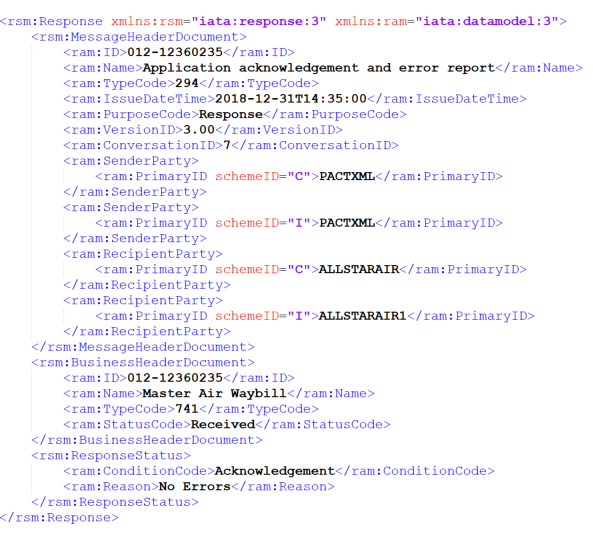 <rsm:Response xmlns:rsm="iata:response:3" xmlns:ram="iata:datamodel:3">
<rsm:MessageHeaderDocument>
<ram:ID>012-12360235</ram:ID>
<ram:Name>Application acknowledgement and error report</ram:Name>
<ram:TypeCode>294</ram:TypeCode>
<ram:IssueDateTime>2018-12-31T14:35:00</ram:IssueDateTime>
<ram:PurposeCode>Response</ram:PurposeCode>
<ram:VersionID>3.00</ram:VersionID>
<ram:ConversationID>7</ram:ConversationID>
<ram:SenderParty>
<ram:PrimaryID schemeID="C">PACTXML</ram:PrimaryID>
</ram:SenderParty>
<ram:SenderParty>
<ram:PrimaryID schemeID="I">PACTXML</ram:PrimaryID>
</ram:SenderParty>
<ram:RecipientParty>
<ram:PrimaryID schemeID="C">ALLSTARAIR</ram:PrimaryID>
</ram:RecipientParty>
<ram:RecipientParty>
<ram:PrimaryID schemeID="I">ALLSTARAIR1</ram:PrimaryID>
</ram:RecipientParty>
</rsm:MessageHeaderDocument>
<rsm:BusinessHeaderDocument>
<ram:ID>012-12360235</ram:ID>
<ram:Name>Master Air Waybill</ram:Name>
<ram:TypeCode>741</ram:TypeCode>
<ram:StatusCode>Received</ram:StatusCode>
</rsm:BusinessHeaderDocument>
<rsm:ResponseStatus>
<ram:ConditionCode>Acknowledgement</ram:ConditionCode>
<ram:Reason>No Errors</ram:Reason>
</rsm:ResponseStatus>
</rsm:Response>